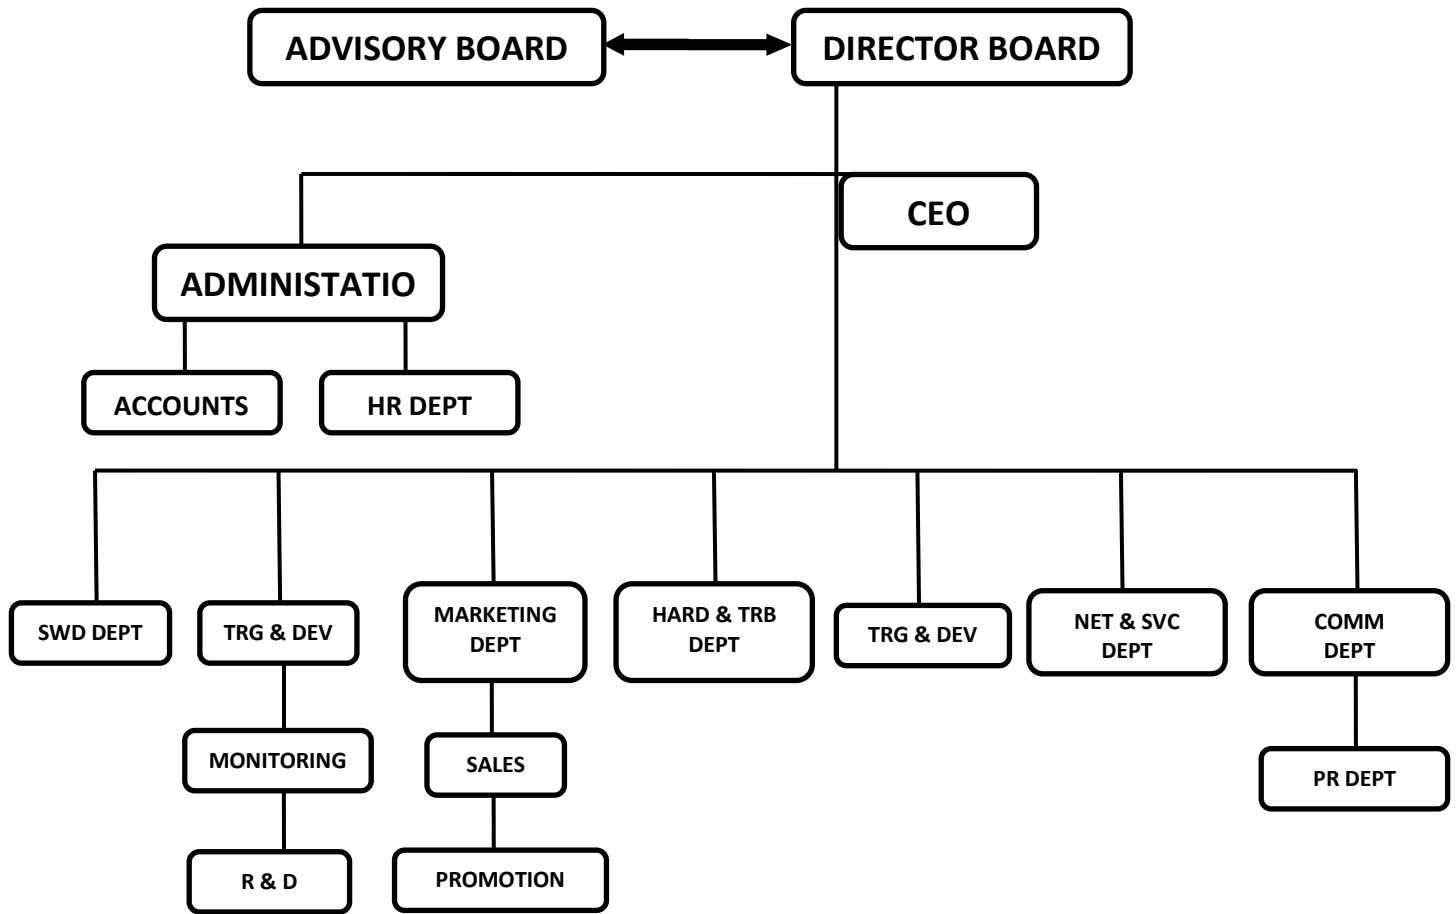 ADVISORY BOARD
DIRECTOR BOARD
CEO
ADMINISTATIO
ACCOUNTS
HR DEPT
SWD DEPT
TRG & DEV
MARKETING
DEPT
HARD & TRB
DEPT
TRG & DEV
NET & SVC
DEPT
COMM
DEPT
MONITORING
SALES
PR DEPT
R & D
PROMOTION